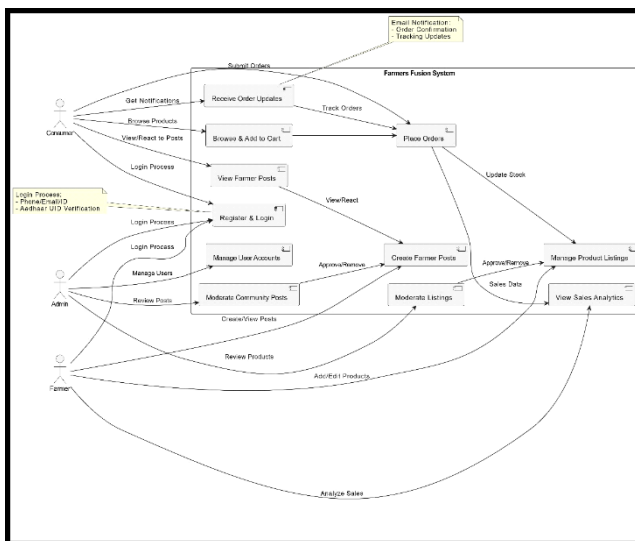 Email Notification:
- Order Confirmation
- Tracking Updates
Submit Orders
Farmers Fusion System
Get Notifications
Receive Order Updates
Track Orders
Browse Products
Browse & Add to Cart
Place Orders
Consumer
View/React to Posts
Login Process
View Farmer Posts
Update Stock
Login Process:
- Phone/Email/ID
- Aadhaar UID Verification
Register & Login
View/React
Login Process
Login Process
Manage User Accounts
Create Farmer Posts
Manage Product Listings
Manage Users
Approve/Remove
Approve/Remove
Admin
Review Posts
Moderate Community Posts
Moderate Listings
Sales Data
View Sales Analytics
Create/View Posts
Review Products
Farmer
Add/Edit Products
Analyze Sales